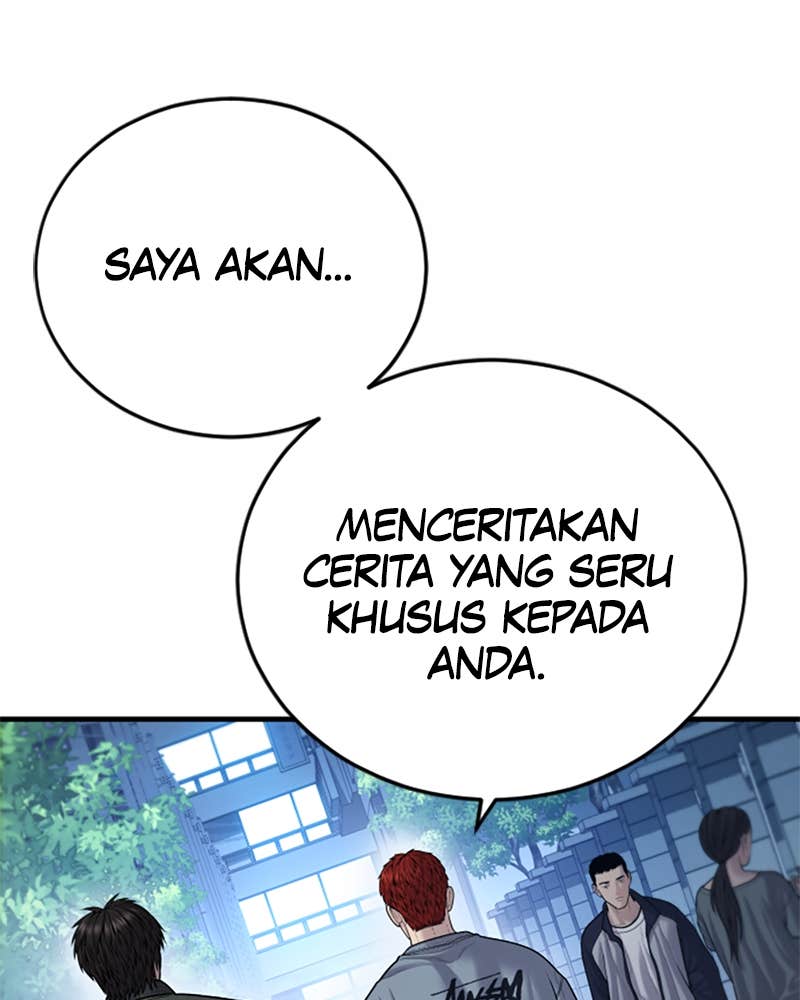 SAYA AKAN...
MENCERITAKAN
CERITA YANG SERU
KHUSUS KEPADA
ANDA.